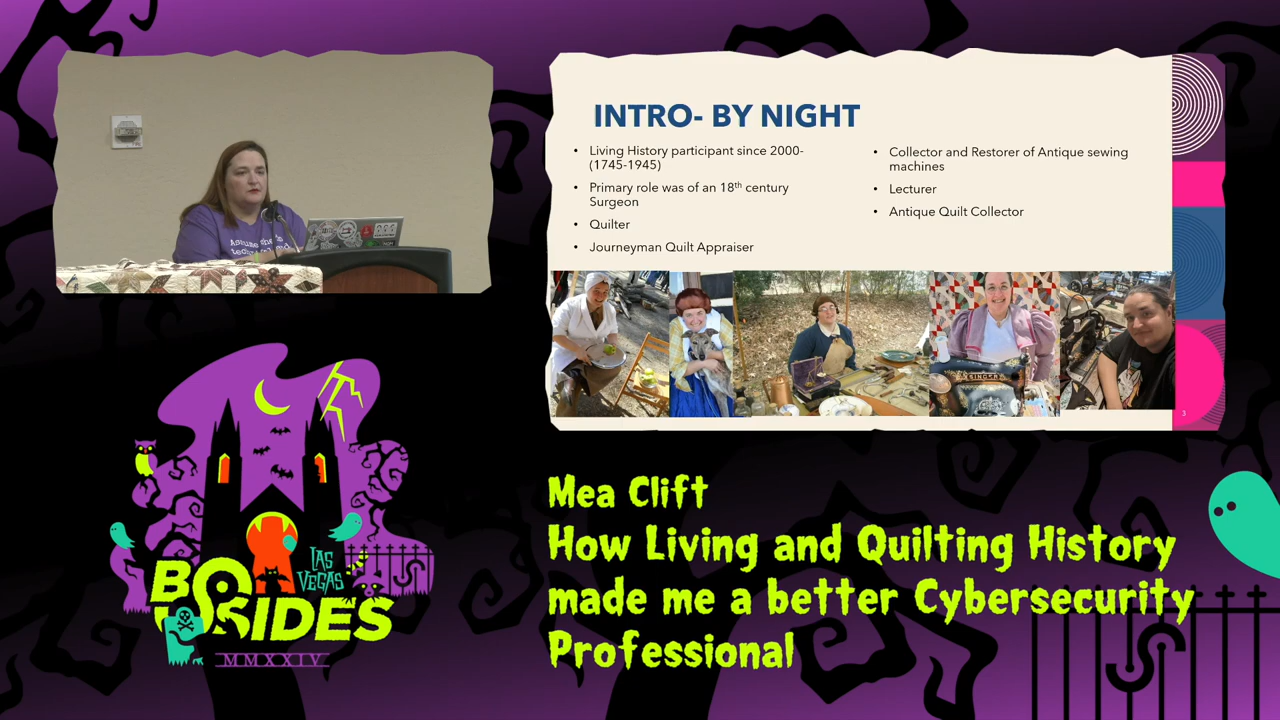 INTRO- BY NIGHT
• Living History participant since 2000-
(1745-1945)
• Primary role was of an 18th century
Surgeon
• Quilter
• Journeyman Quilt Appraiser
• Collector and Restorer of Antique sewing
machines
• Lecturer
• Antique Quilt Collector
SINGER
3
LAS
VEGAS
BSIDES
MMXXIV
Mea Clift
How Living and Quilting History
made me a better Cybersecurity
Professional